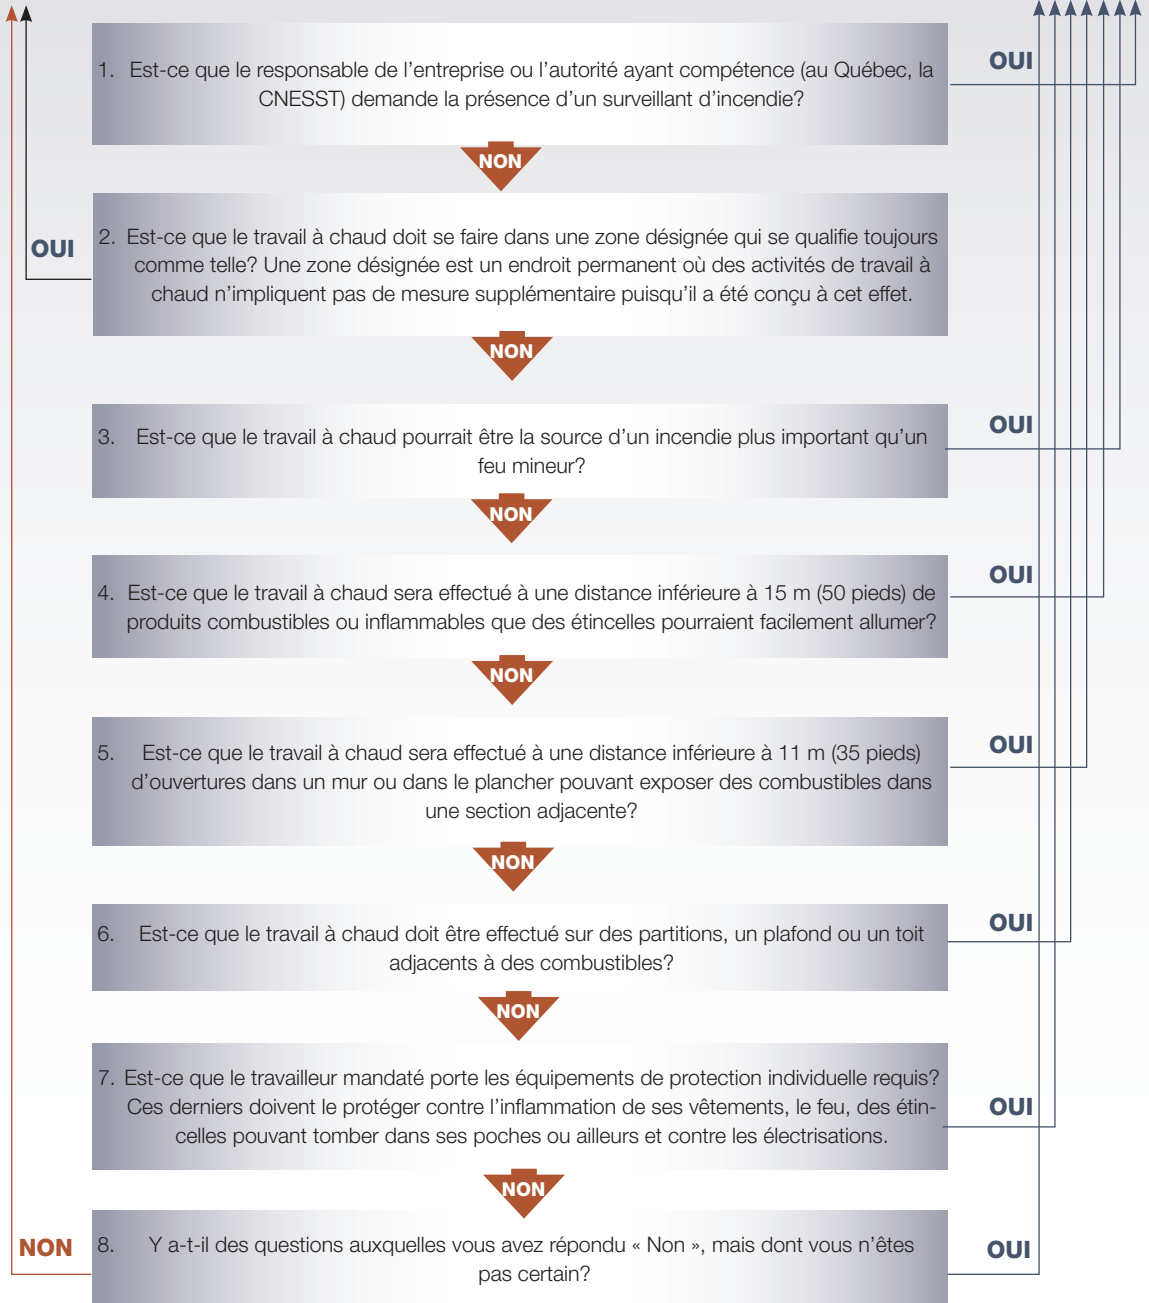 1. Est-ce que le responsable de l'entreprise ou l'autorité ayant compétence (au Québec, la
CNESST) demande la présence d'un surveillant d'incendie?
OUI
NON
2. Est-ce que le travail à chaud doit se faire dans une zone désignée qui se qualifie toujours
comme telle? Une zone désignée est un endroit permanent où des activités de travail à
chaud n'impliquent pas de mesure supplémentaire puisqu'il a été conçu à cet effet.
OUI
NON
3. Est-ce que le travail à chaud pourrait être la source d'un incendie plus important qu'un
feu mineur?
OUI
NON
4. Est-ce que le travail à chaud sera effectué à une distance inférieure à 15 m (50 pieds) de
produits combustibles ou inflammables que des étincelles pourraient facilement allumer?
OUI
NON
5. Est-ce que le travail à chaud sera effectué à une distance inférieure à 11 m (35 pieds)
d'ouvertures dans un mur ou dans le plancher pouvant exposer des combustibles dans
une section adjacente?
OUI
NON
6. Est-ce que le travail à chaud doit être effectué sur des partitions, un plafond ou un toit
adjacents à des combustibles?
OUI
NON
7. Est-ce que le travailleur mandaté porte les équipements de protection individuelle requis?
Ces derniers doivent le protéger contre l'inflammation de ses vêtements, le feu, des étin-
celles pouvant tomber dans ses poches ou ailleurs et contre les électrisations.
OUI
NON
NON
8. Y a-t-il des questions auxquelles vous avez répondu « Non », mais dont vous n'êtes
pas certain?
OUI